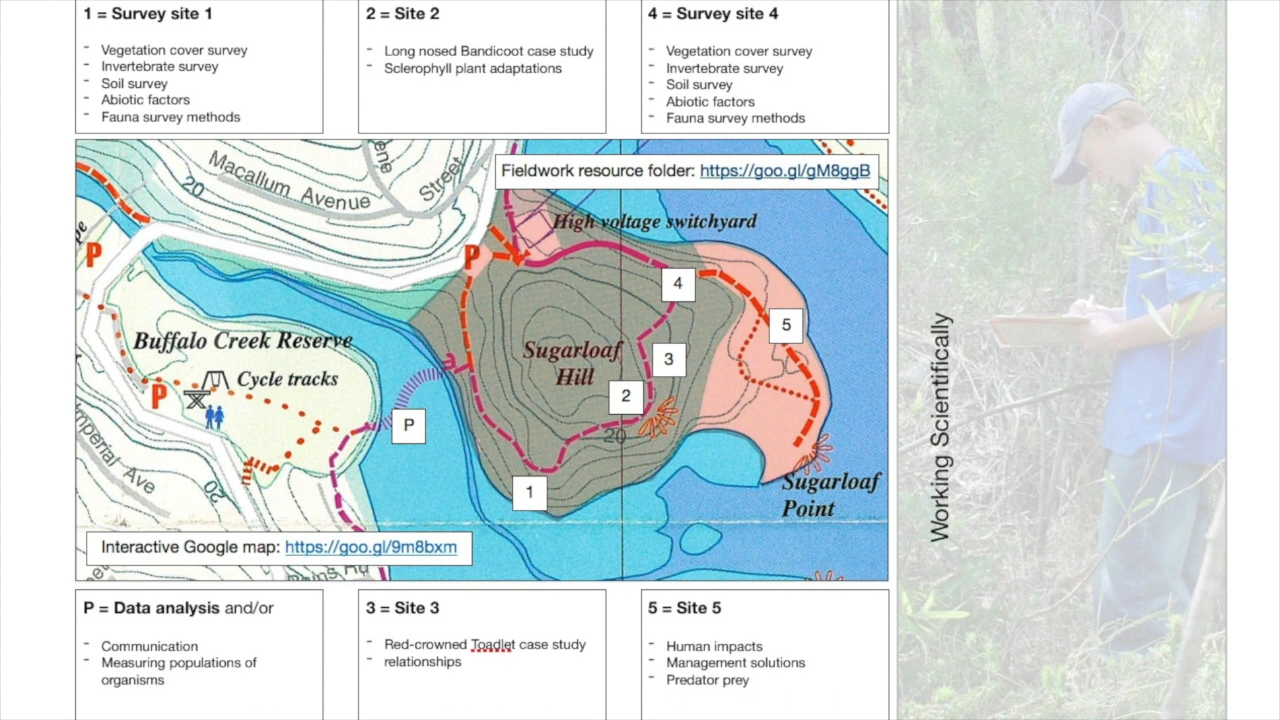 1 = Survey site 1
- Vegetation cover survey
- Invertebrate survey
- Soil survey
- Abiotic factors
- Fauna survey methods
2 = Site 2
- Long nosed Bandicoot case study
- Sclerophyll plant adaptations
4 = Survey site 4
- Vegetation cover survey
- Invertebrate survey
- Soil survey
- Abiotic factors
- Fauna survey methods
Fieldwork resource folder: https://goo.gl/gM8ggB
Macallum Avenue
Street
20
High voltage switchyard
P
P
4
5
Buffalo Creek Reserve
Sugarloaf
Hill
3
Cycle tracks
P
2
P
20
Imperial Ave
20
1
Sugarloaf
Point
Interactive Google map: https://goo.gl/9m8bxm
Working Scientifically
P = Data analysis and/or
- Communication
- Measuring populations of
organisms
3 = Site 3
- Red-crowned Toadlet case study
- relationships
5 = Site 5
- Human impacts
- Management solutions
- Predator prey